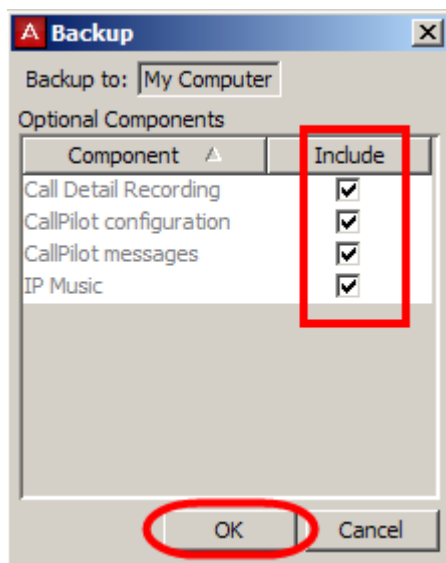 Backup
Backup to: My Computer
Optional Components
Component Include
Call Detail Recording
CallPilot configuration
CallPilot messages
IP Music
OK Cancel